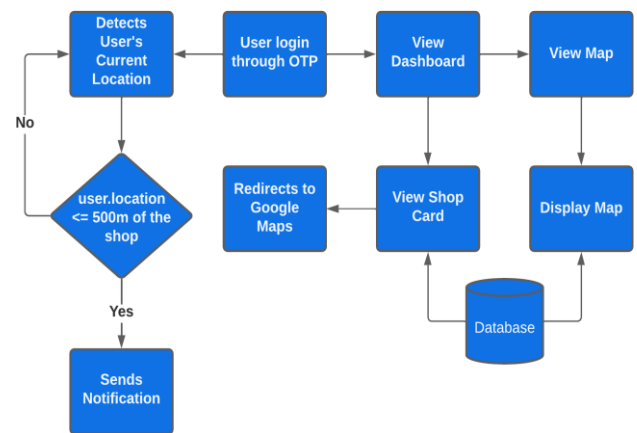 Detects
User's
Current
Location
User login
through OTP
View
Dashboard
View Map
No
user.location
<= 500m of the
shop
Redirects to
Google
Maps
View Shop
Card
Display Map
Yes
Database
Sends
Notification